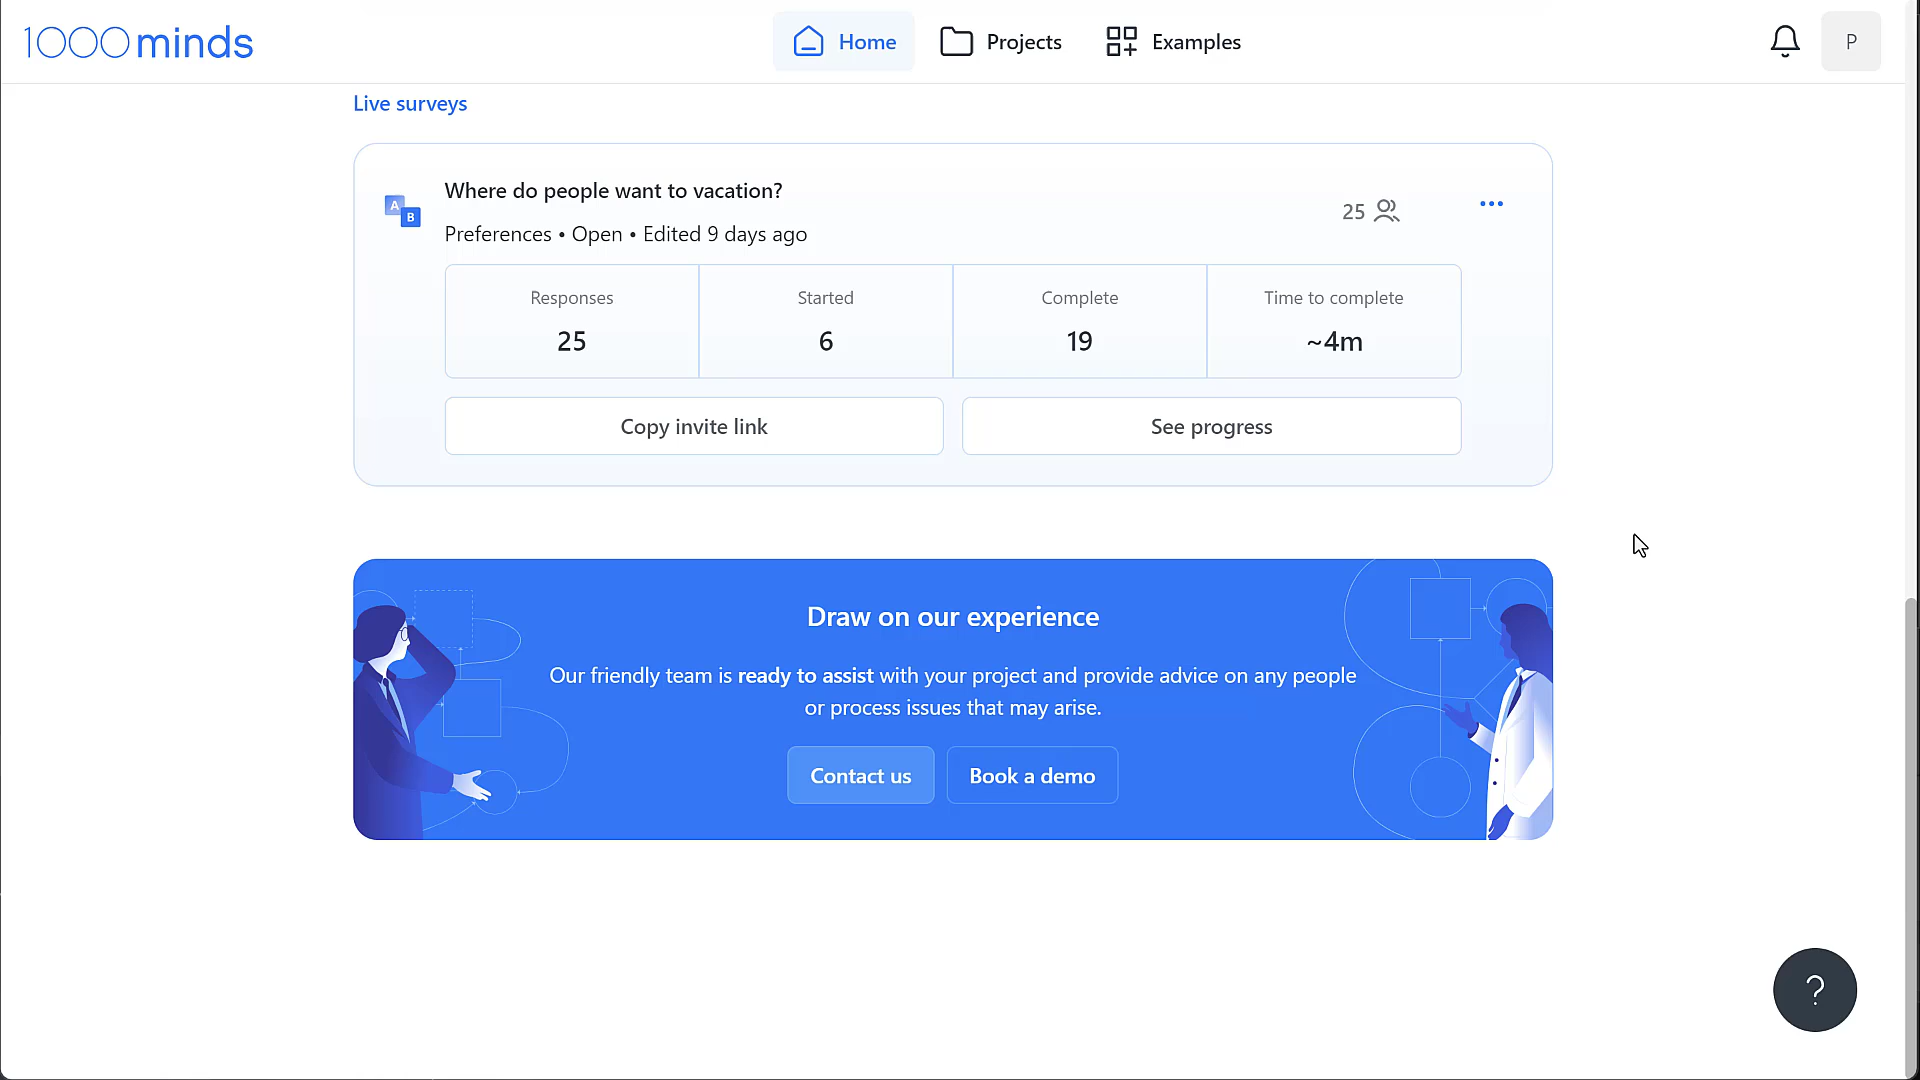 1000minds
Home
Projects
Examples
P
Live surveys
A
B
Where do people want to vacation?
Preferences • Open • Edited 9 days ago
25
Responses
25
Started
6
Complete
19
Time to complete
~4m
Copy invite link
See progress
Draw on our experience
Our friendly team is ready to assist with your project and provide advice on any people
or process issues that may arise.
Contact us
Book a demo
?